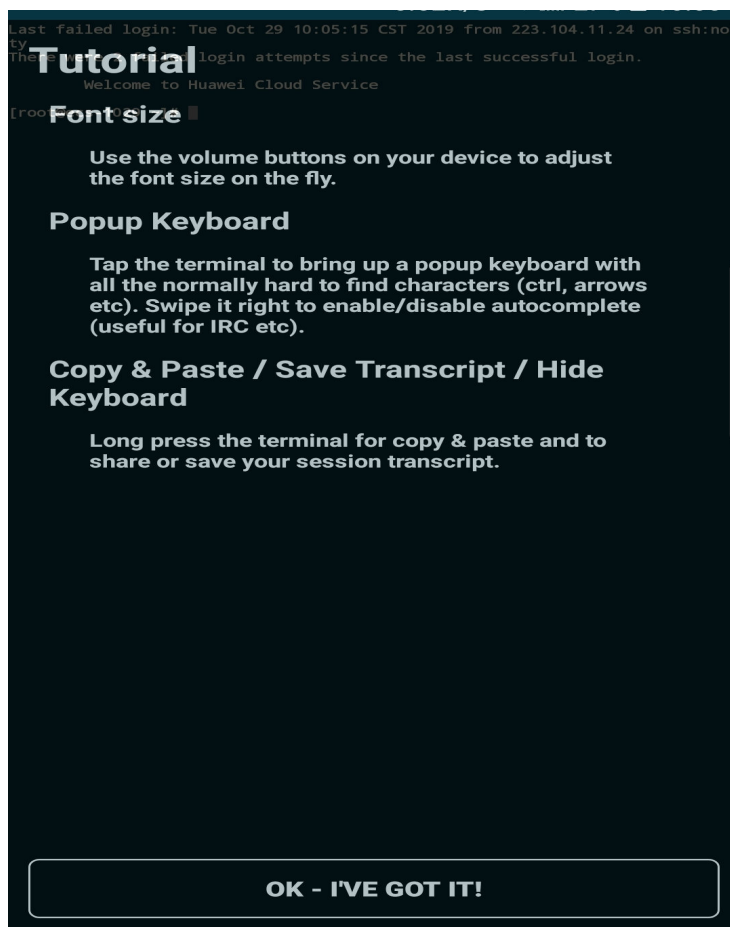 Last failed login: Tue Oct 29 10:05:15 CST 2019 from 223.104.11.24 on ssh:no
ty
Tutorial
There login attempts since the last successful login.
Welcome to Huawei Cloud Service
Font size
Use the volume buttons on your device to adjust
the font size on the fly.
Popup Keyboard
Tap the terminal to bring up a popup keyboard with
all the normally hard to find characters (ctrl, arrows
etc). Swipe it right to enable/disable autocomplete
(useful for IRC etc).
Copy & Paste / Save Transcript / Hide
Keyboard
Long press the terminal for copy & paste and to
share or save your session transcript.
OK - I'VE GOT IT!